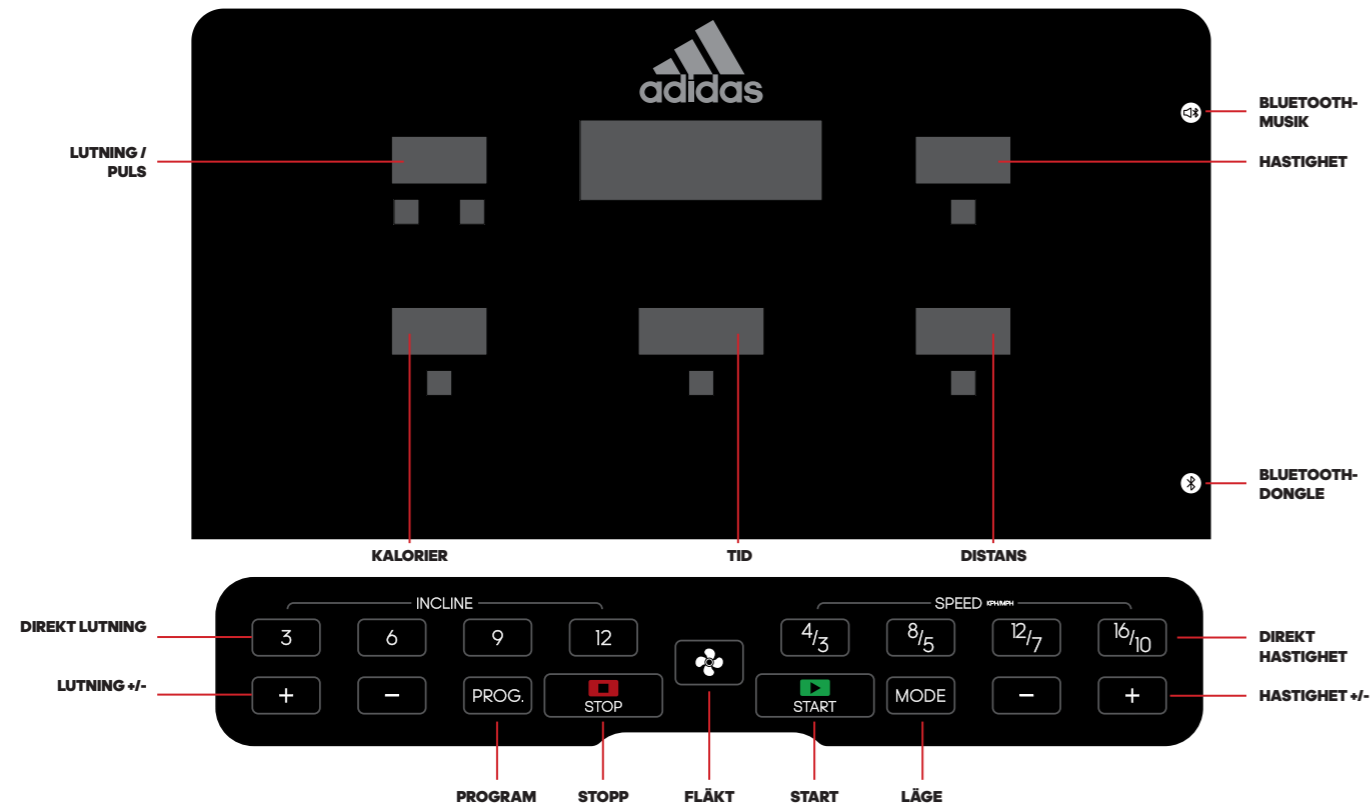 adidas
BLUETOOTH-
MUSIK
LUTNING /
PULS
HASTIGHET
BLUETOOTH-
DONGLE
KALORIER
TID
DISTANS
INCLINE
SPEED KPH/MPH
DIREKT LUTNING
3
6
9
12
4/3
8/5
12/7
16/10
DIREKT
HASTIGHET
LUTNING +/-
+
−
PROG.
STOP
START
MODE
−
+
HASTIGHET +/-
PROGRAM
STOPP
FLÄKT
START
LÄGE